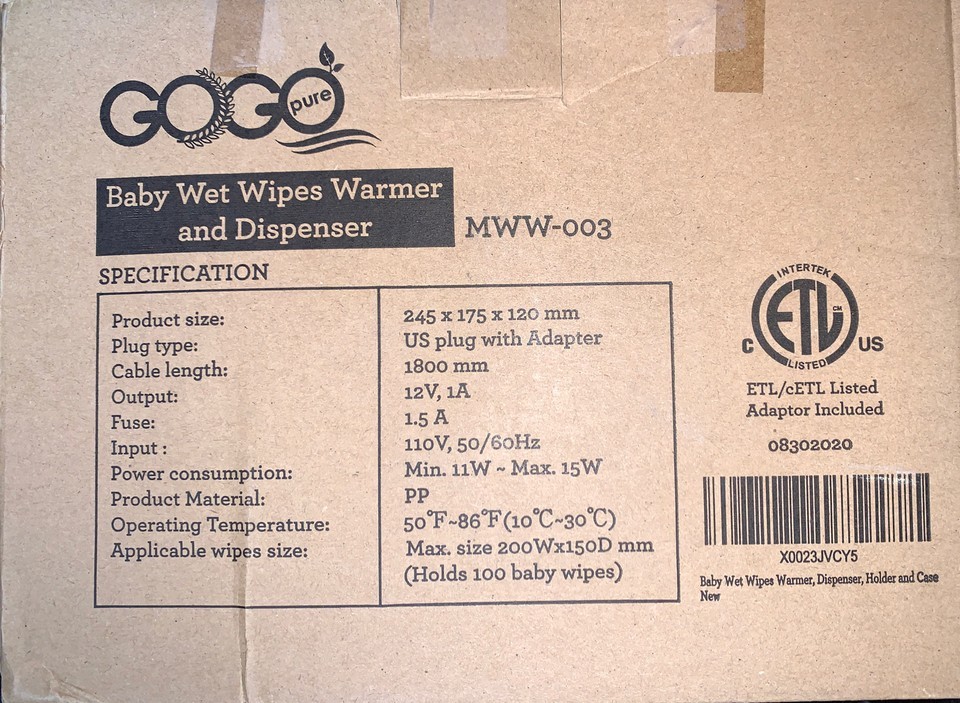 GOGO pure
Baby Wet Wipes Warmer
and Dispenser
MWW-003
SPECIFICATION
Product size: 245 x 175 x 120 mm
Plug type: US plug with Adapter
Cable length: 1800 mm
Output: 12V, 1A
Fuse: 1.5 A
Input : 110V, 50/60Hz
Power consumption: Min. 11W ~ Max. 15W
Product Material: PP
Operating Temperature: 50°F~86°F(10°C~30°C)
Applicable wipes size: Max. size 200Wx150D mm
(Holds 100 baby wipes)
INTERTEK
ETL CM
C US
LISTED
ETL/cETL Listed
Adaptor Included
08302020
X0023JVCY5
Baby Wet Wipes Warmer, Dispenser, Holder and Case
New